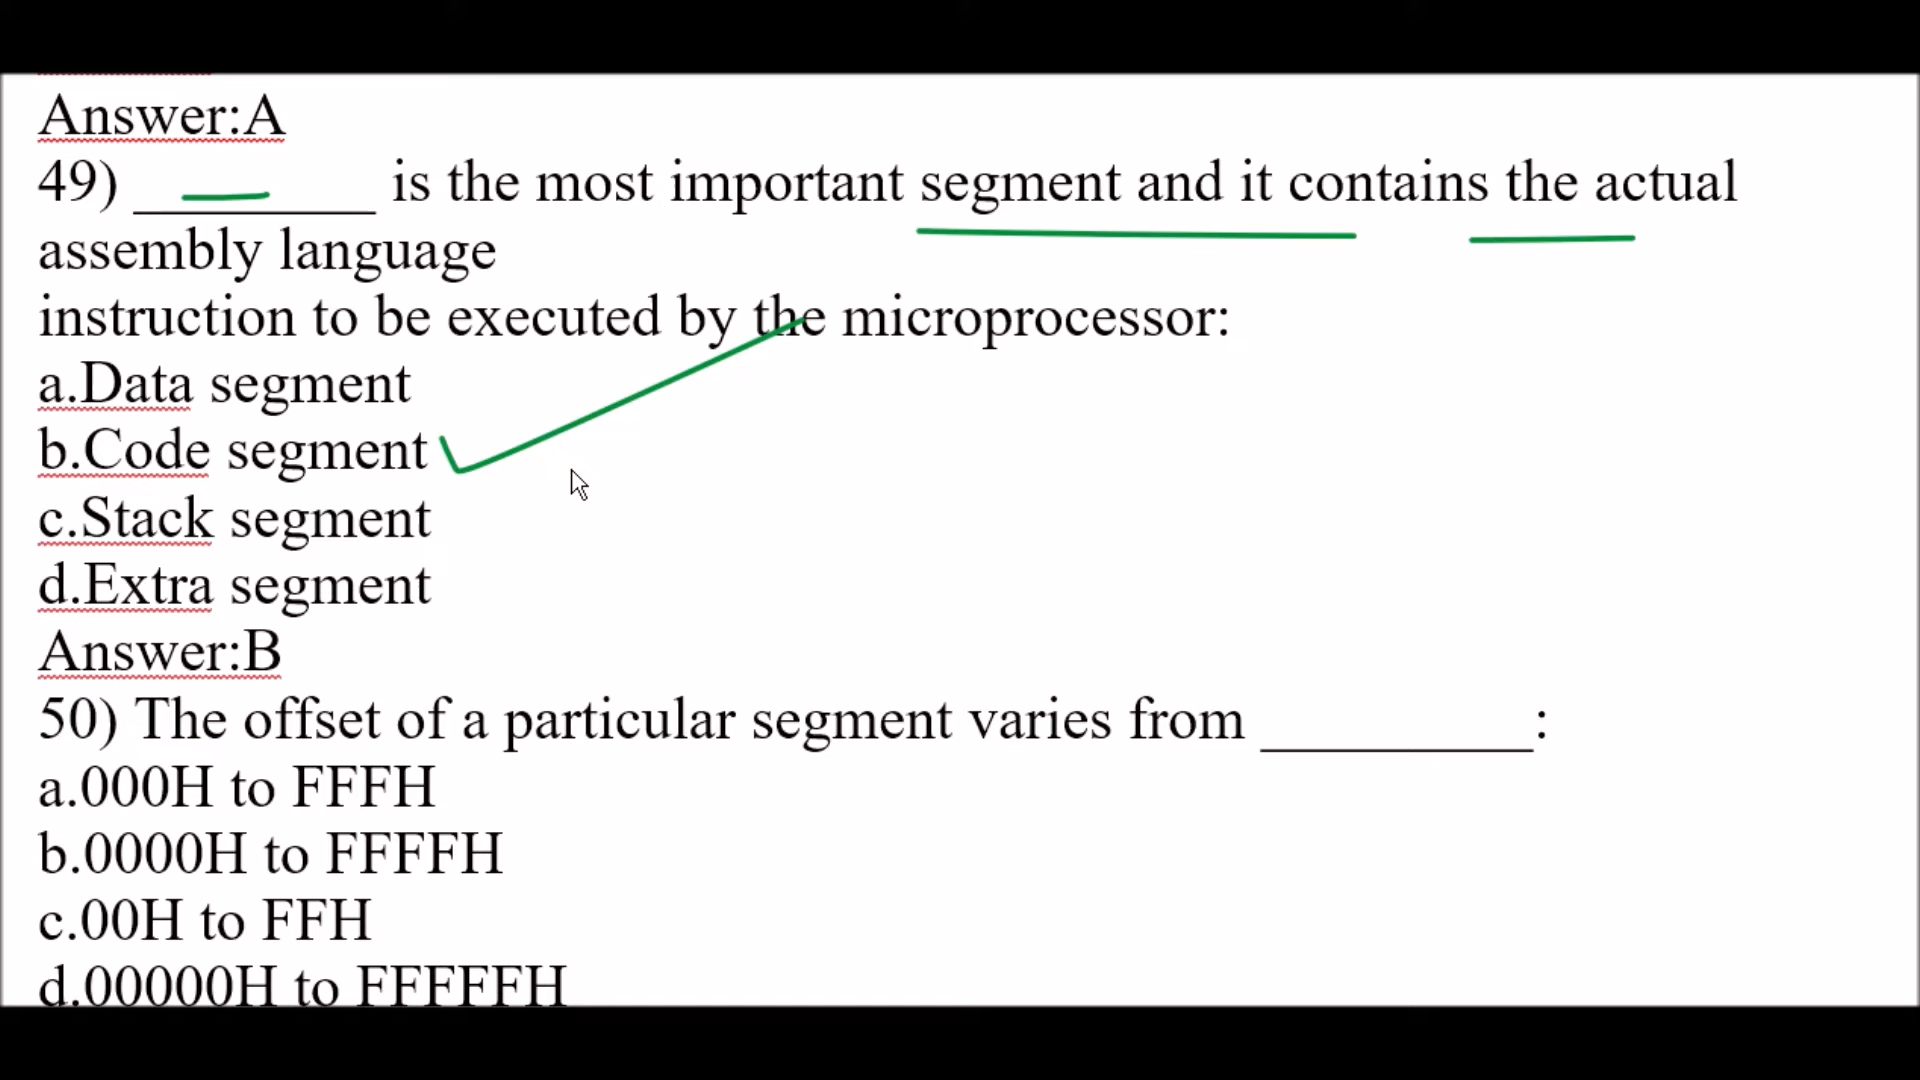 Answer:A
49) _________ is the most important segment and it contains the actual
assembly language
instruction to be executed by the microprocessor:
a.Data segment
b.Code segment
c.Stack segment
d.Extra segment
Answer:B
50) The offset of a particular segment varies from __________:
a.000H to FFFH
b.0000H to FFFFH
c.00H to FFH
d.00000H to FFFFFH